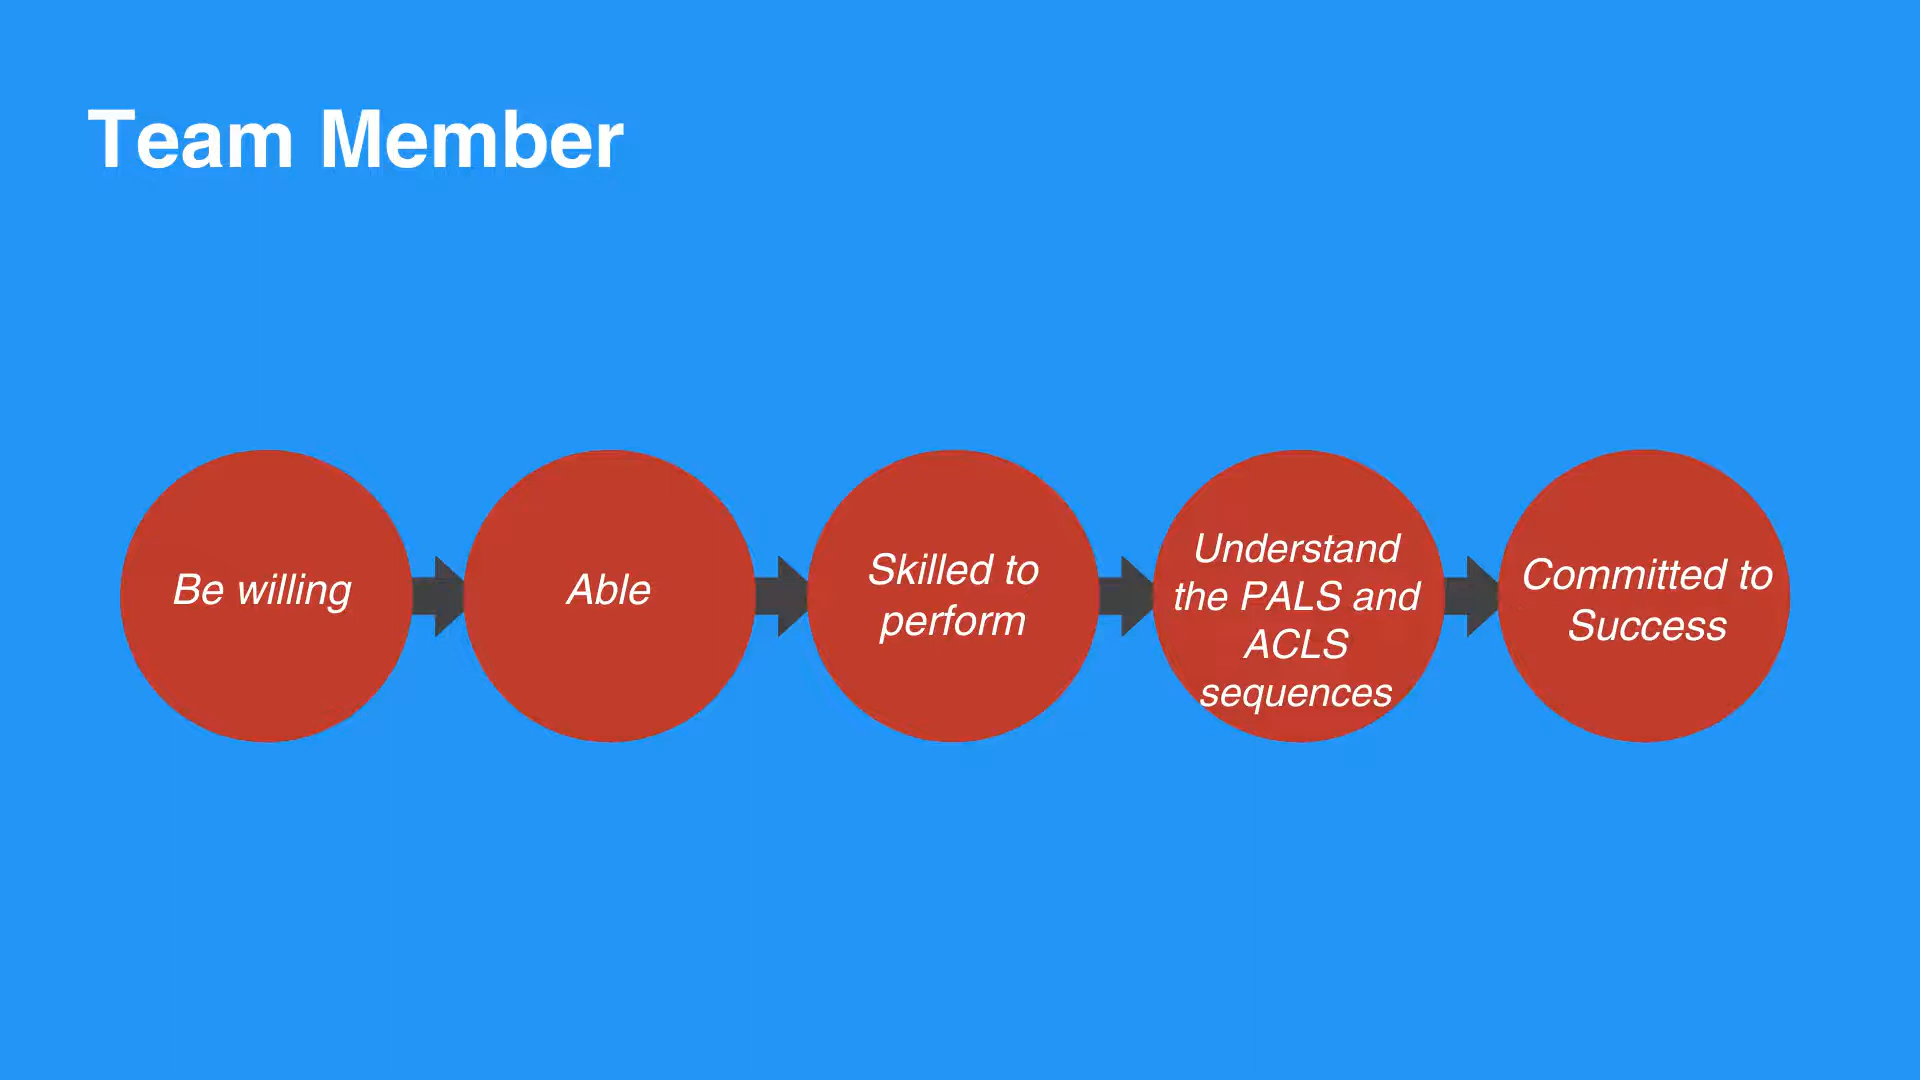 Team Member
Be willing
Able
Skilled to
perform
Understand
the PALS and
ACLS
sequences
Committed to
Success